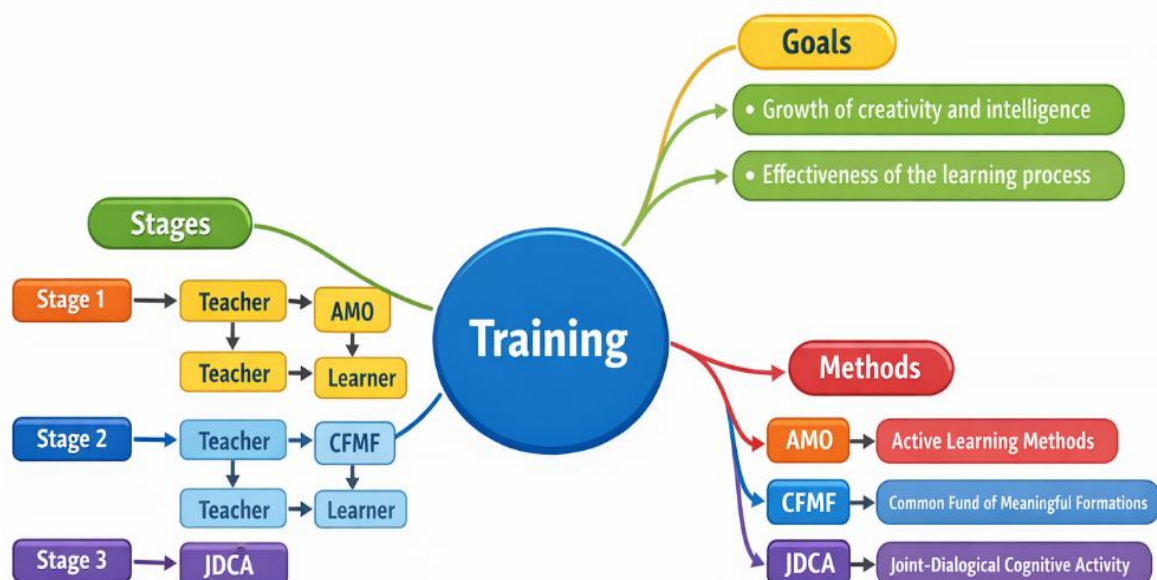 Goals
• Growth of creativity and intelligence
• Effectiveness of the learning process
Stages
Stage 1
Teacher
AMO
Teacher
Learner
Stage 2
Teacher
CFMF
Teacher
Learner
Stage 3
JDCA
Training
Methods
AMO
Active Learning Methods
CFMF
Common Fund of Meaningful Formations
JDCA
Joint-Dialogical Cognitive Activity